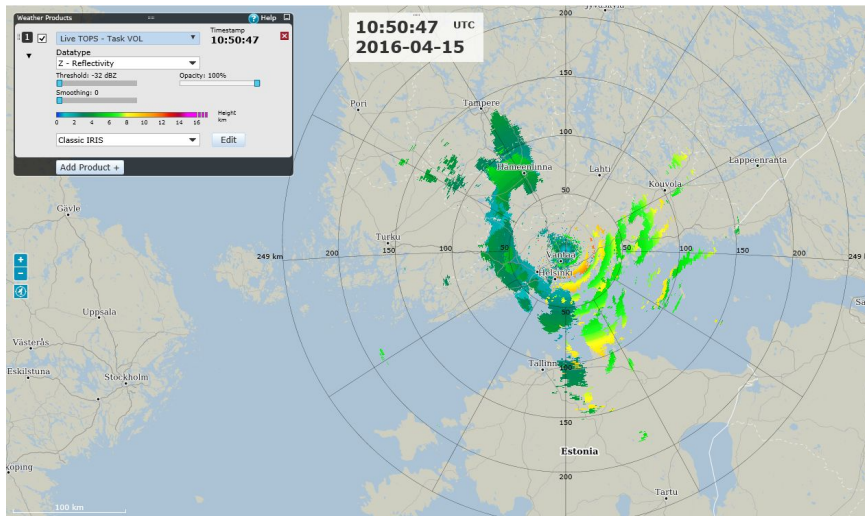 Weather Products
Help
1
Live TOPS - Task VOL
Timestamp
10:50:47
Datatype
Z - Reflectivity
Threshold: -32 dBZ
Opacity: 100%
Smoothing: 0
Height
km
0 2 4 6 8 10 12 14 16
Classic IRIS
Edit
Add Product +
10:50:47 UTC
2016-04-15
200
Jyväskylä
150
Pori
Tampere
100
Hämeenlinna
Lahti
Lappeenranta
Kouvola
50
Gävle
Turku
249 km
200
150
100
50
50
100
150
200
249
Vantaa
Helsinki
Uppsala
Västerås
Eskilstuna
Stockholm
50
Tallinn
100
150
Estonia
200
Tartu
100 km